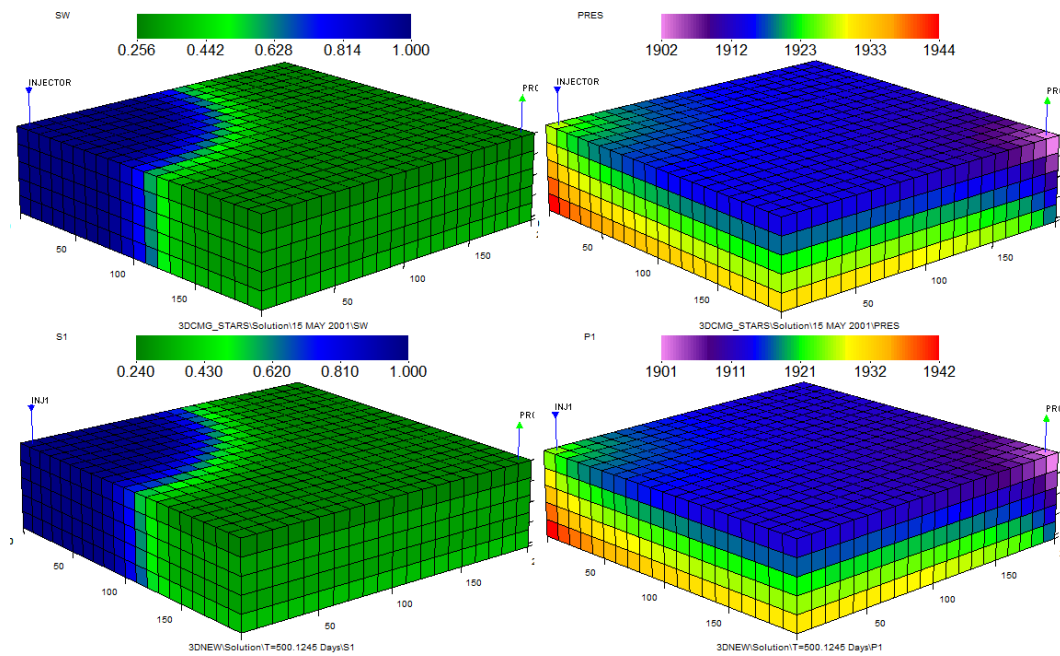 SW
0.256 0.442 0.628 0.814 1.000
INJECTOR
PRO
50
100
150
50
100
150
3DCMG_STARS\Solution\15 MAY 2001\SW
PRES
1902 1912 1923 1933 1944
INJECTOR
PRO
50
100
150
50
100
150
3DCMG_STARS\Solution\15 MAY 2001\PRES
S1
0.240 0.430 0.620 0.810 1.000
INJ1
PRO
50
100
150
50
100
150
3DNEW\Solution\T=500.1245 Days\S1
P1
1901 1911 1921 1932 1942
INJ1
PRO
50
100
150
50
100
150
3DNEW\Solution\T=500.1245 Days\P1